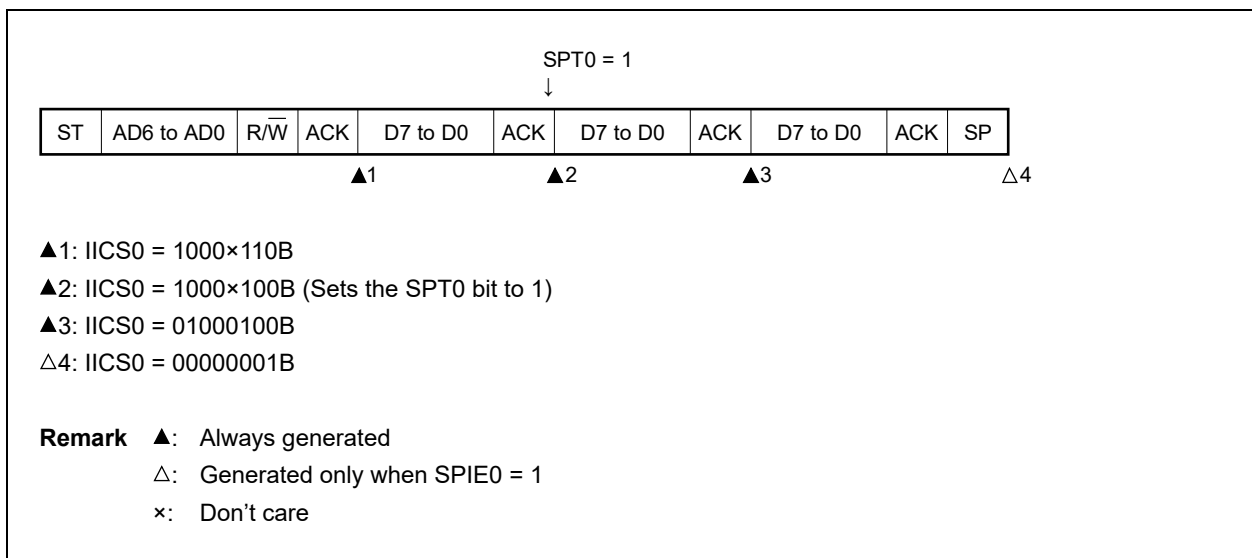 SPT0 = 1
↓
ST AD6 to AD0 R/W̅ ACK D7 to D0 ACK D7 to D0 ACK D7 to D0 ACK SP
▲1 ▲2 ▲3 △4
▲1: IICS0 = 1000×110B
▲2: IICS0 = 1000×100B (Sets the SPT0 bit to 1)
▲3: IICS0 = 01000100B
△4: IICS0 = 00000001B
Remark ▲: Always generated
△: Generated only when SPIE0 = 1
×: Don't care